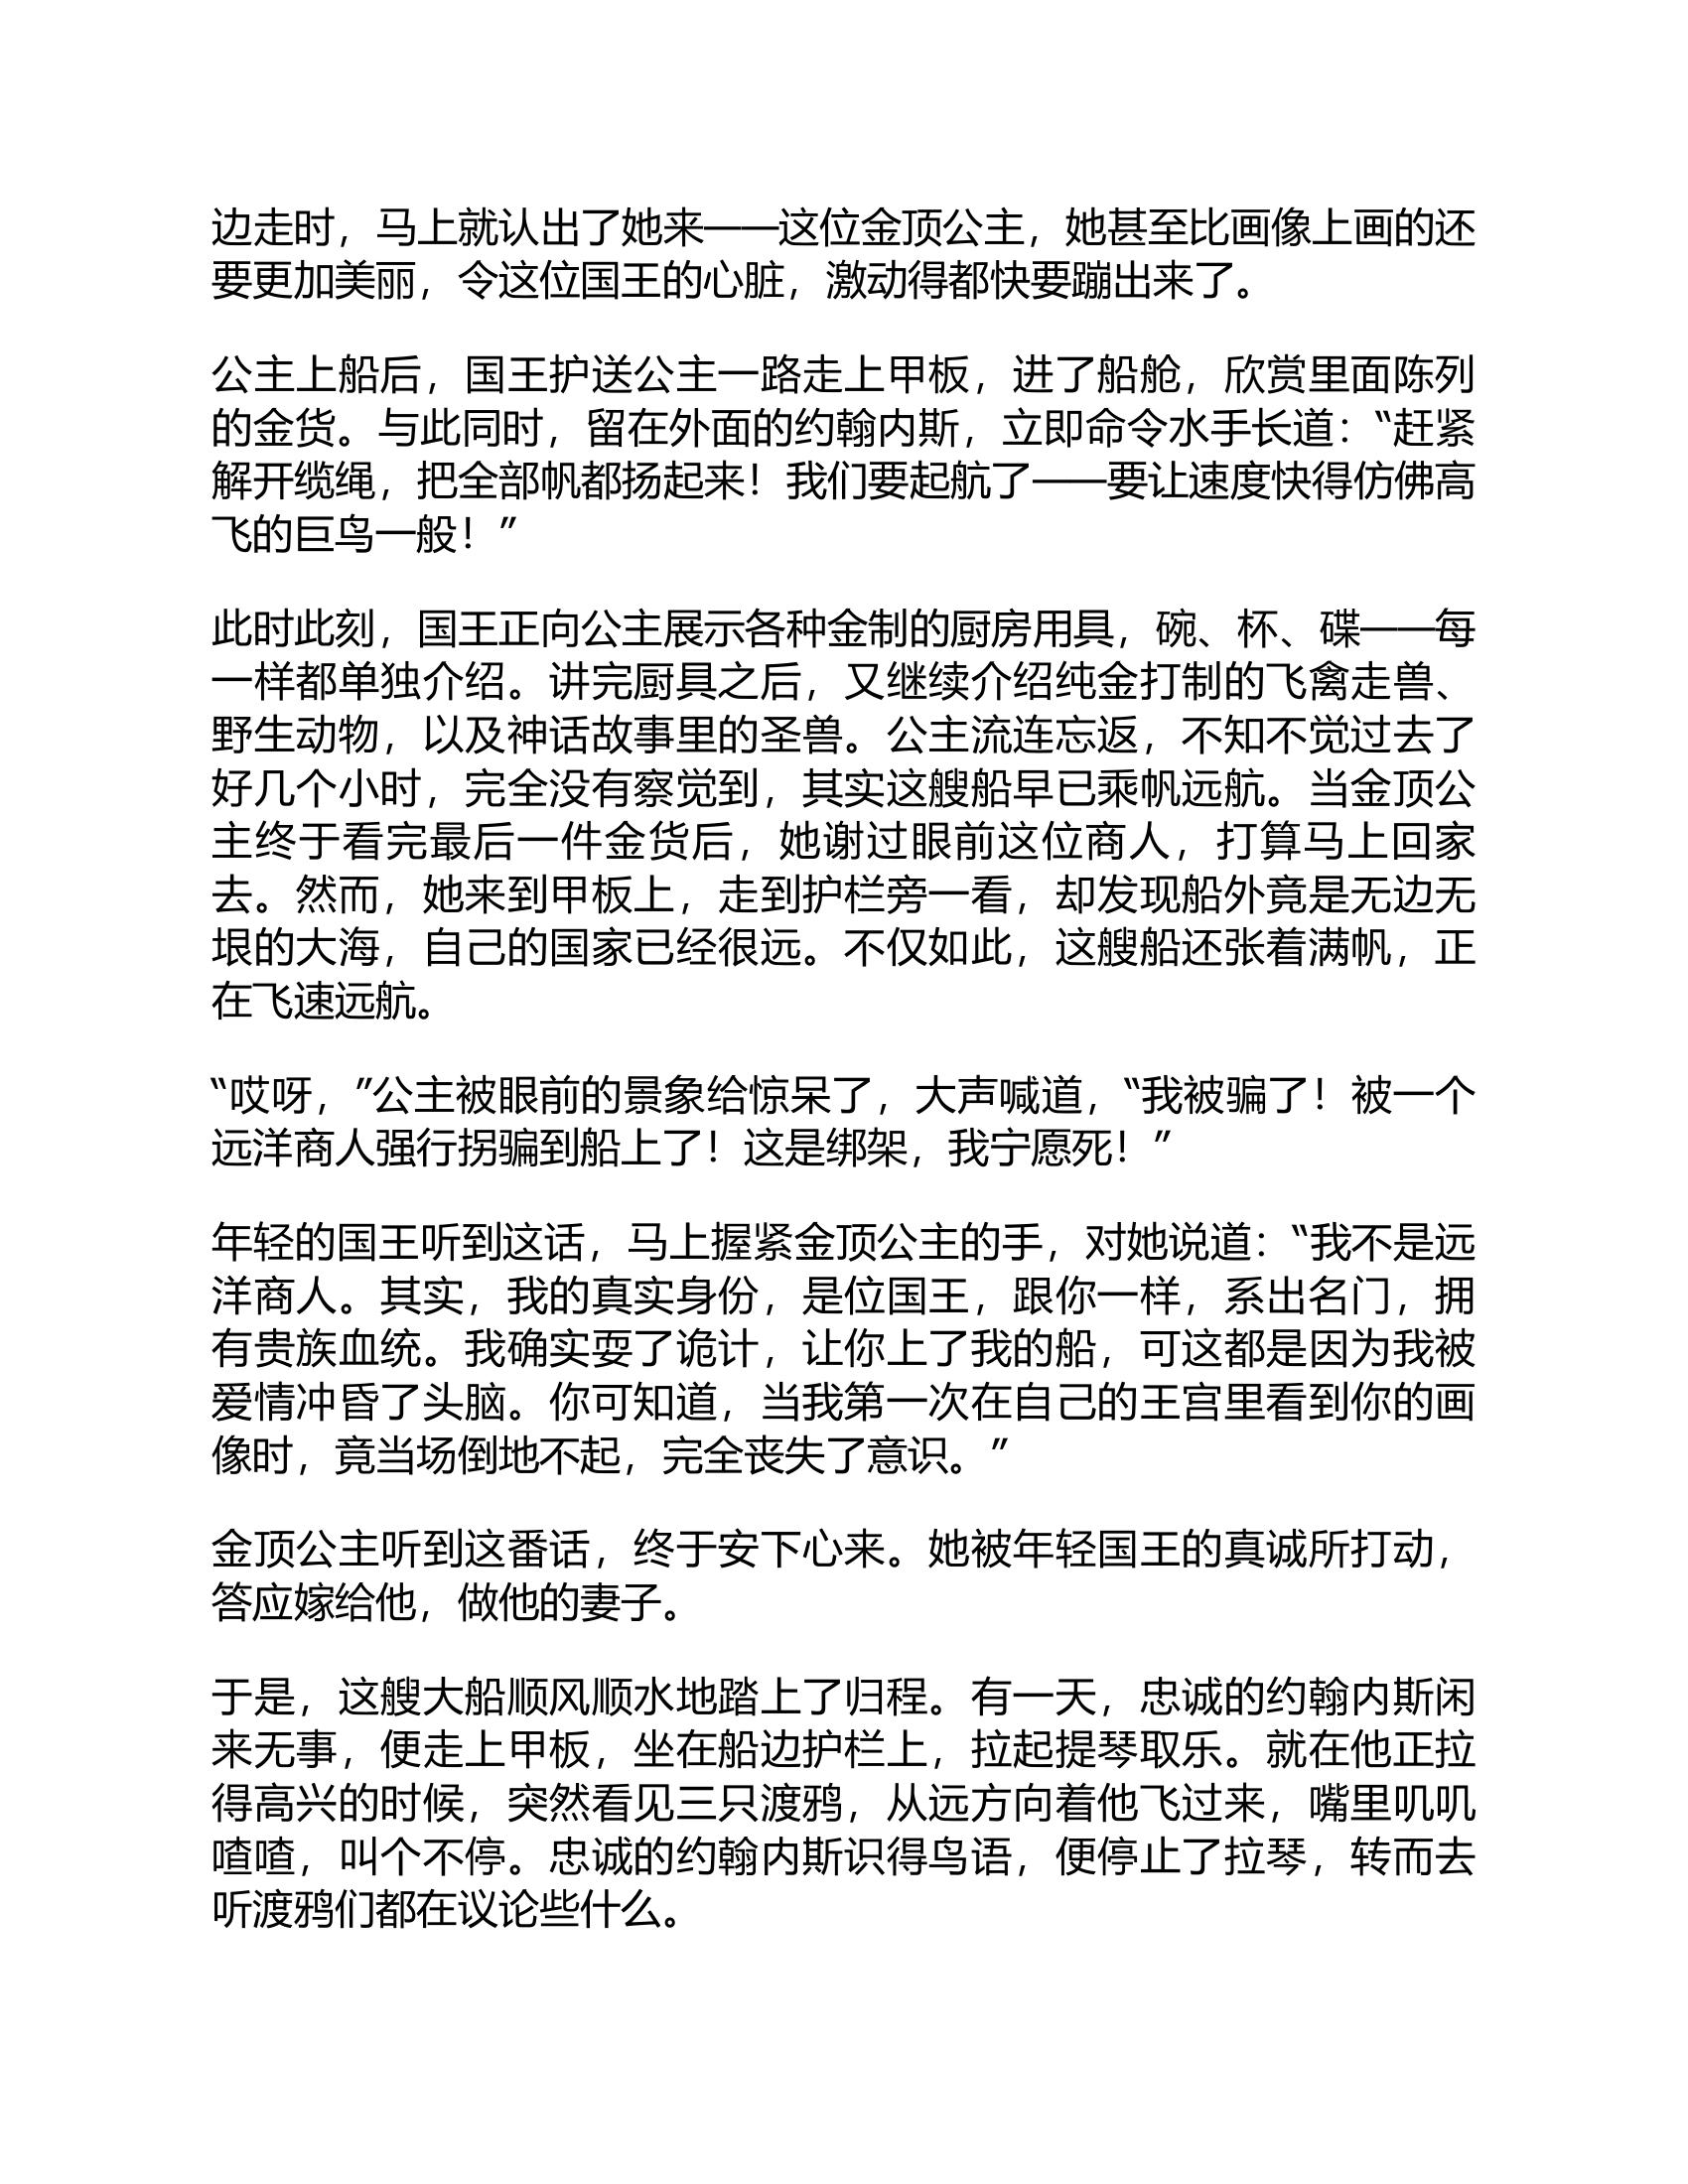 边走时，马上就认出了她来——这位金顶公主，她甚至比画像上画的还
要更加美丽，令这位国王的心脏，激动得都快要蹦出来了。
公主上船后，国王护送公主一路走上甲板，进了船舱，欣赏里面陈列
的金货。与此同时，留在外面的约翰内斯，立即命令水手长道：“赶紧
解开缆绳，把全部帆都扬起来！我们要起航了——要让速度快得仿佛高
飞的巨鸟一般！”
此时此刻，国王正向公主展示各种金制的厨房用具，碗、杯、碟——每
一样都单独介绍。讲完厨具之后，又继续介绍纯金打制的飞禽走兽、
野生动物，以及神话故事里的圣兽。公主流连忘返，不知不觉过去了
好几个小时，完全没有察觉到，其实这艘船早已乘帆远航。当金顶公
主终于看完最后一件金货后，她谢过眼前这位商人，打算马上回家
去。然而，她来到甲板上，走到护栏旁一看，却发现船外竟是无边无
垠的大海，自己的国家已经很远。不仅如此，这艘船还张着满帆，正
在飞速远航。
“哎呀，”公主被眼前的景象给惊呆了，大声喊道，“我被骗了！被一个
远洋商人强行拐骗到船上了！这是绑架，我宁愿死！”
年轻的国王听到这话，马上握紧金顶公主的手，对她说道：“我不是远
洋商人。其实，我的真实身份，是位国王，跟你一样，系出名门，拥
有贵族血统。我确实耍了诡计，让你上了我的船，可这都是因为我被
爱情冲昏了头脑。你可知道，当我第一次在自己的王宫里看到你的画
像时，竟当场倒地不起，完全丧失了意识。”
金顶公主听到这番话，终于安下心来。她被年轻国王的真诚所打动，
答应嫁给他，做他的妻子。
于是，这艘大船顺风顺水地踏上了归程。有一天，忠诚的约翰内斯闲
来无事，便走上甲板，坐在船边护栏上，拉起提琴取乐。就在他正拉
得高兴的时候，突然看见三只渡鸦，从远方向着他飞过来，嘴里叽叽
喳喳，叫个不停。忠诚的约翰内斯识得鸟语，便停止了拉琴，转而去
听渡鸦们都在议论些什么。